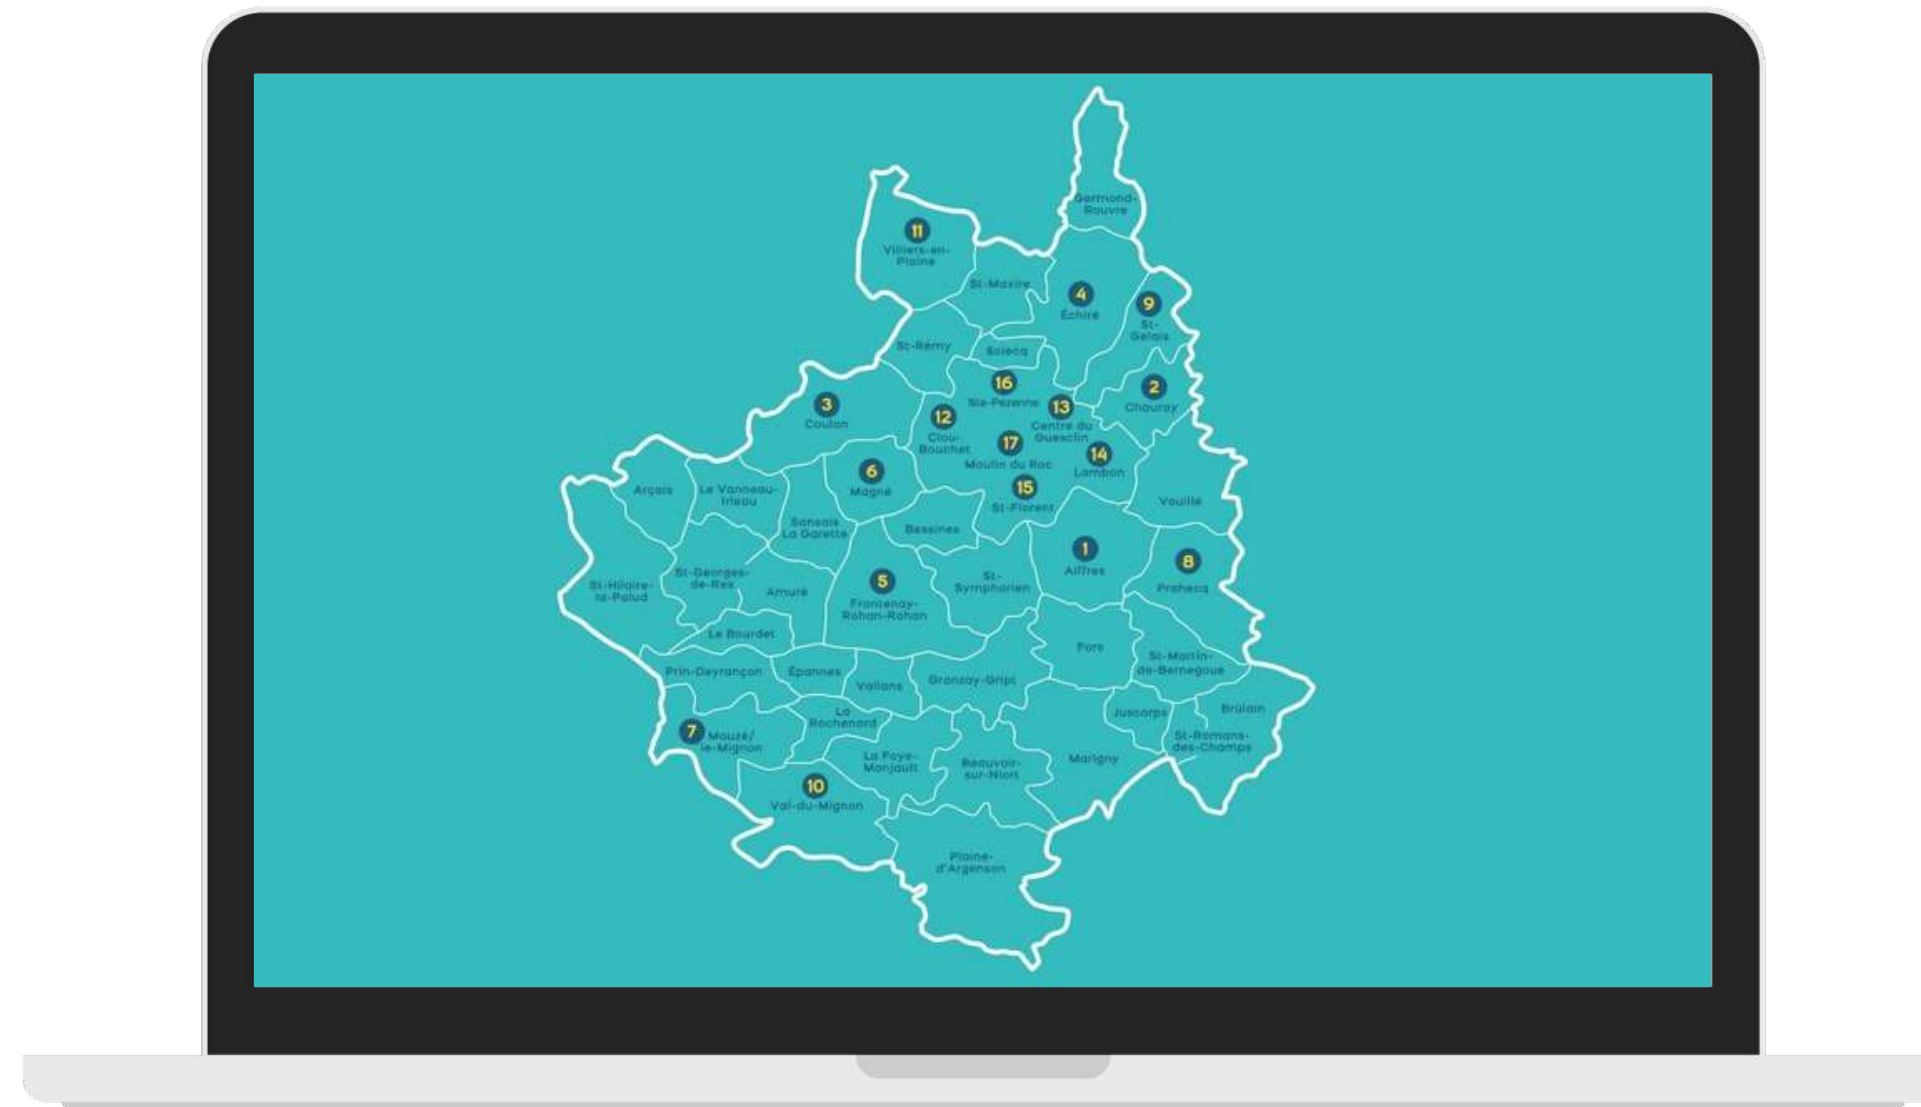 Germond-
Rouvre
11
Villiers-en-
Plaine
St-Maxire
4
Échiré
9
St-
Gelais
St-Rémy
Sciecq
16
Ste-Pezenne
13
Centre du
Guesclin
2
Chauray
3
Coulon
12
Clou-
Bouchet
17
Moulin du Roc
14
Lambon
6
Magné
15
St-Florent
Arçais
Le Vanneau-
Irleau
Sansais
La Garette
Bessines
Vouillé
1
Aiffres
8
Prahecq
St-Hilaire-
la-Palud
St-Georges-
de-Rex
Amuré
5
Frontenay-
Rohan-Rohan
St-
Symphorien
Le Bourdet
Fors
St-Martin-
de-Bernegoue
Prin-Deyrançon
Épannes
Vallans
Granzay-Gript
La
Rochenard
Juscorps
Brûlain
7
Mauzé/
le-Mignon
St-Romans-
des-Champs
La Foye-
Monjault
Beauvoir-
sur-Niort
Marigny
10
Val-du-Mignon
Plaine-
d'Argenson